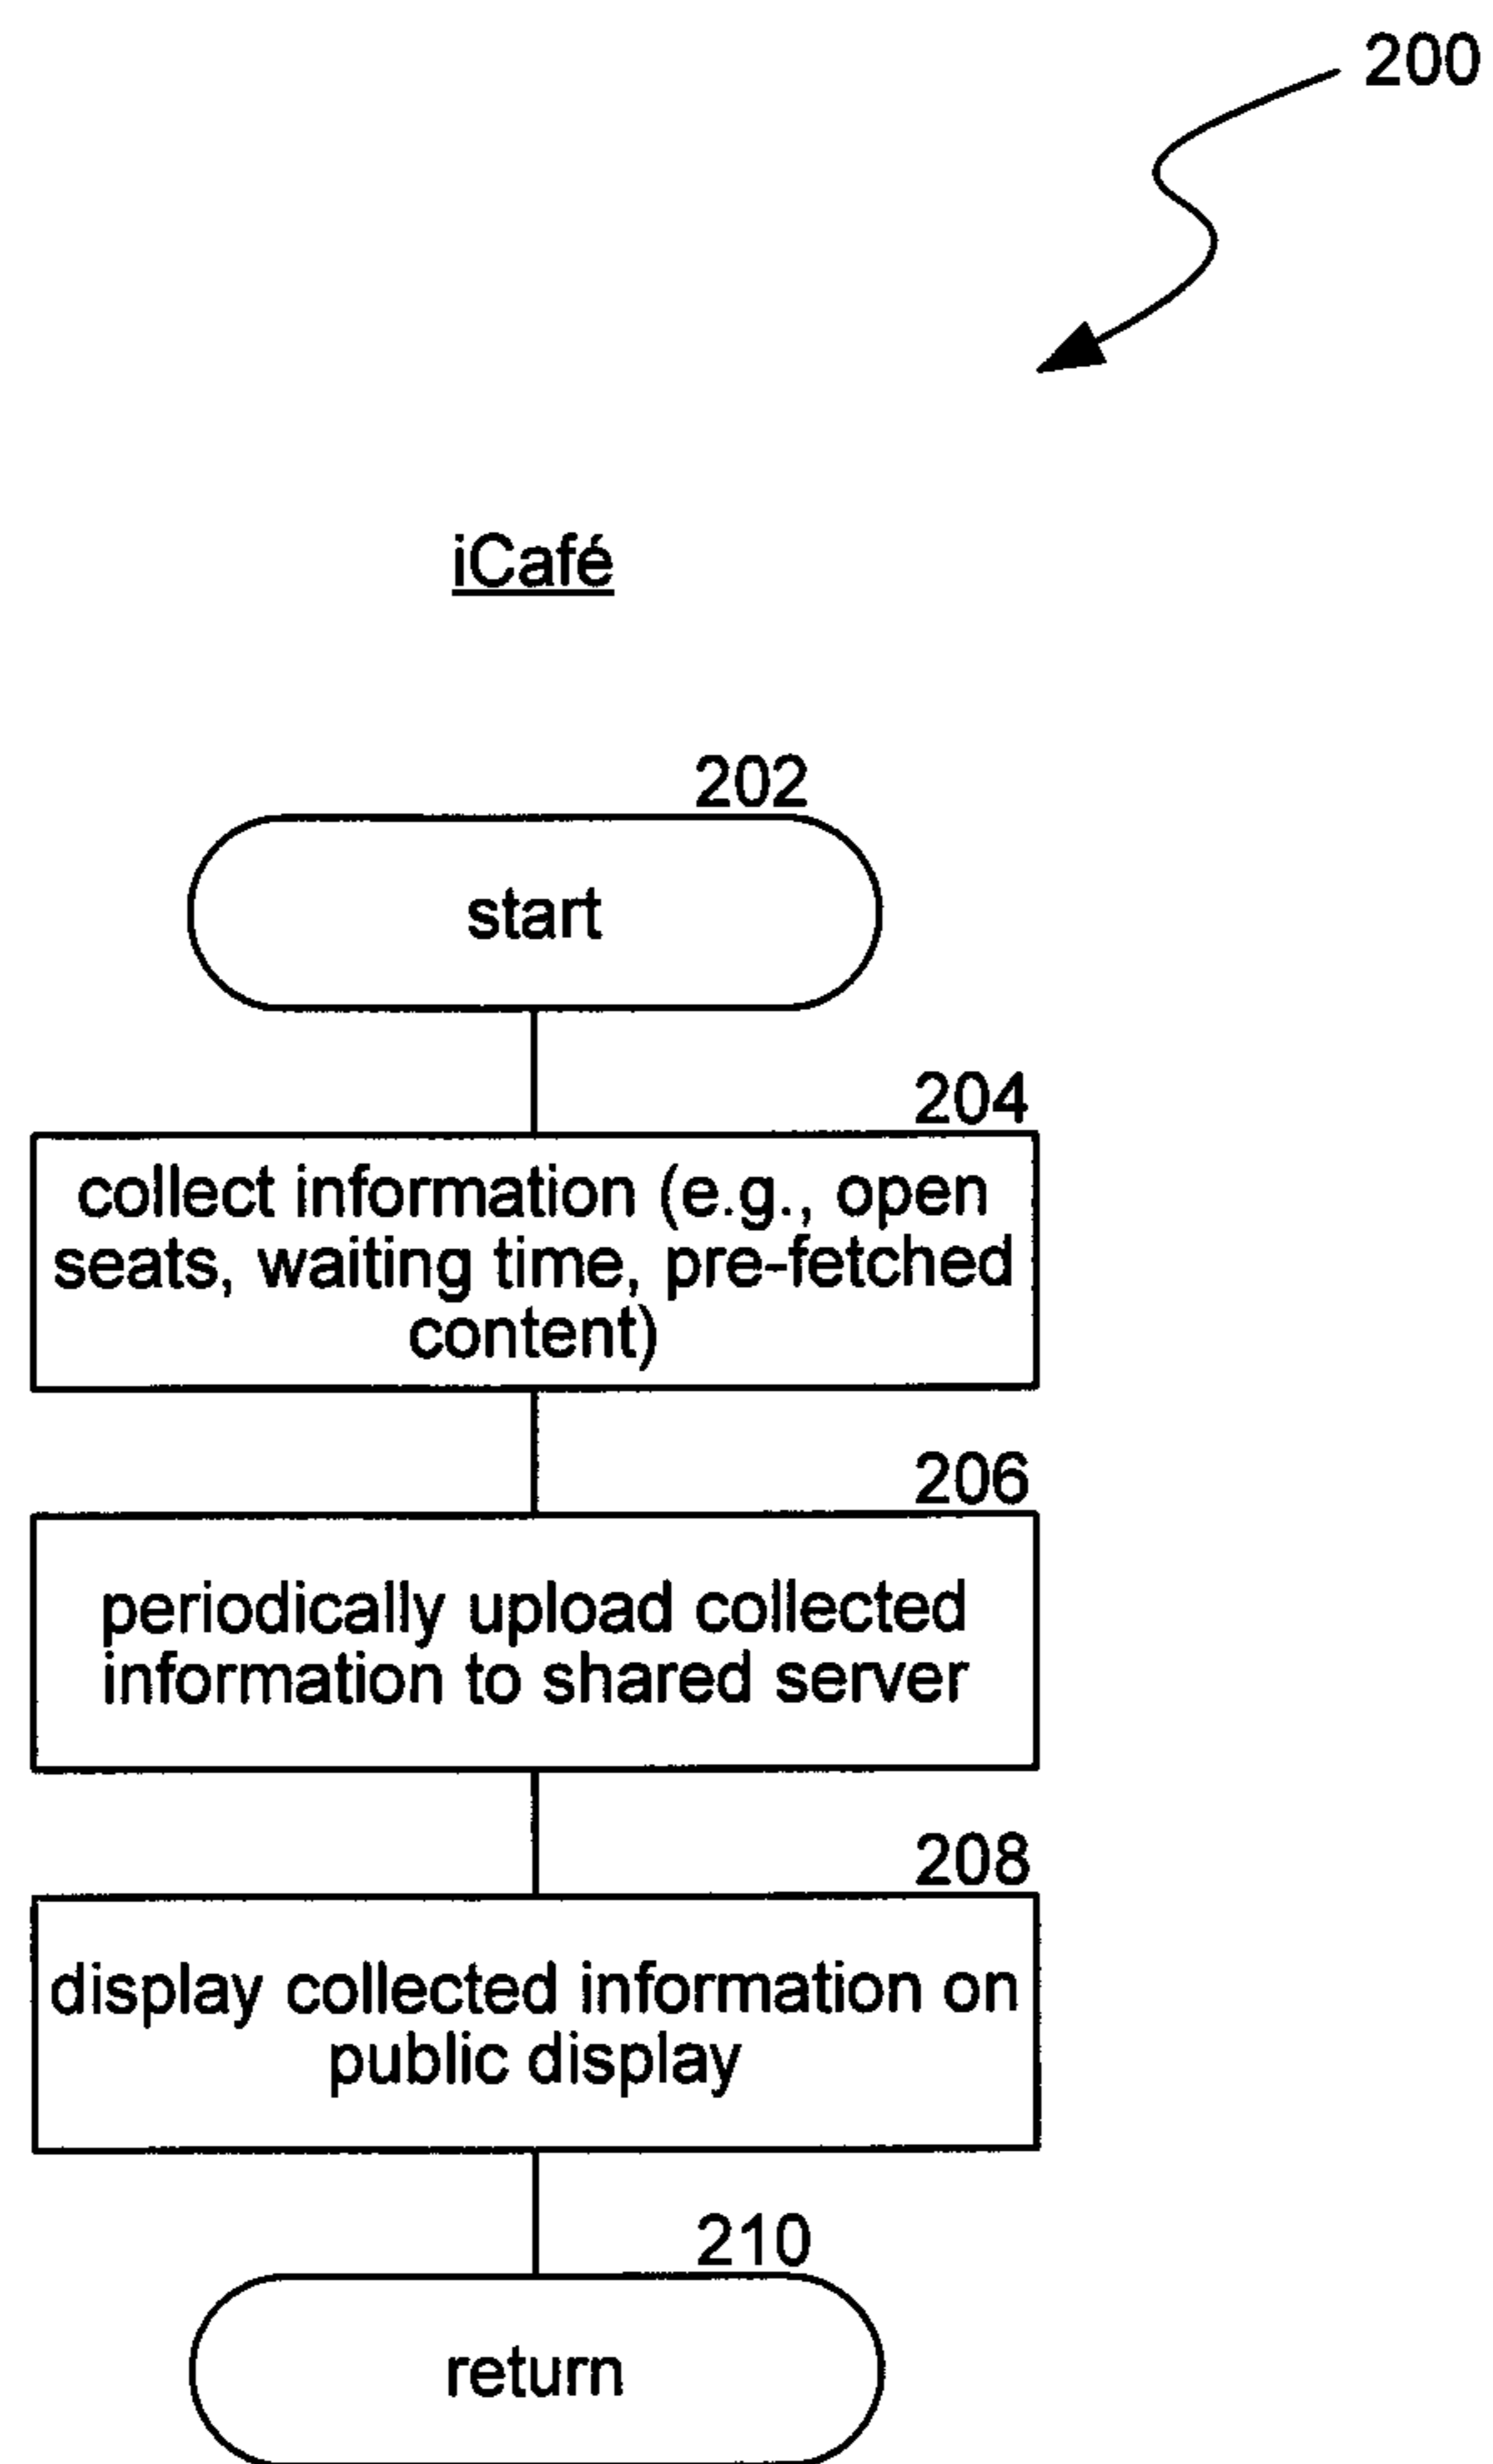 200
iCafé
202
start
204
collect information (e.g., open
seats, waiting time, pre-fetched
content)
206
periodically upload collected
information to shared server
208
display collected information on
public display
210
return